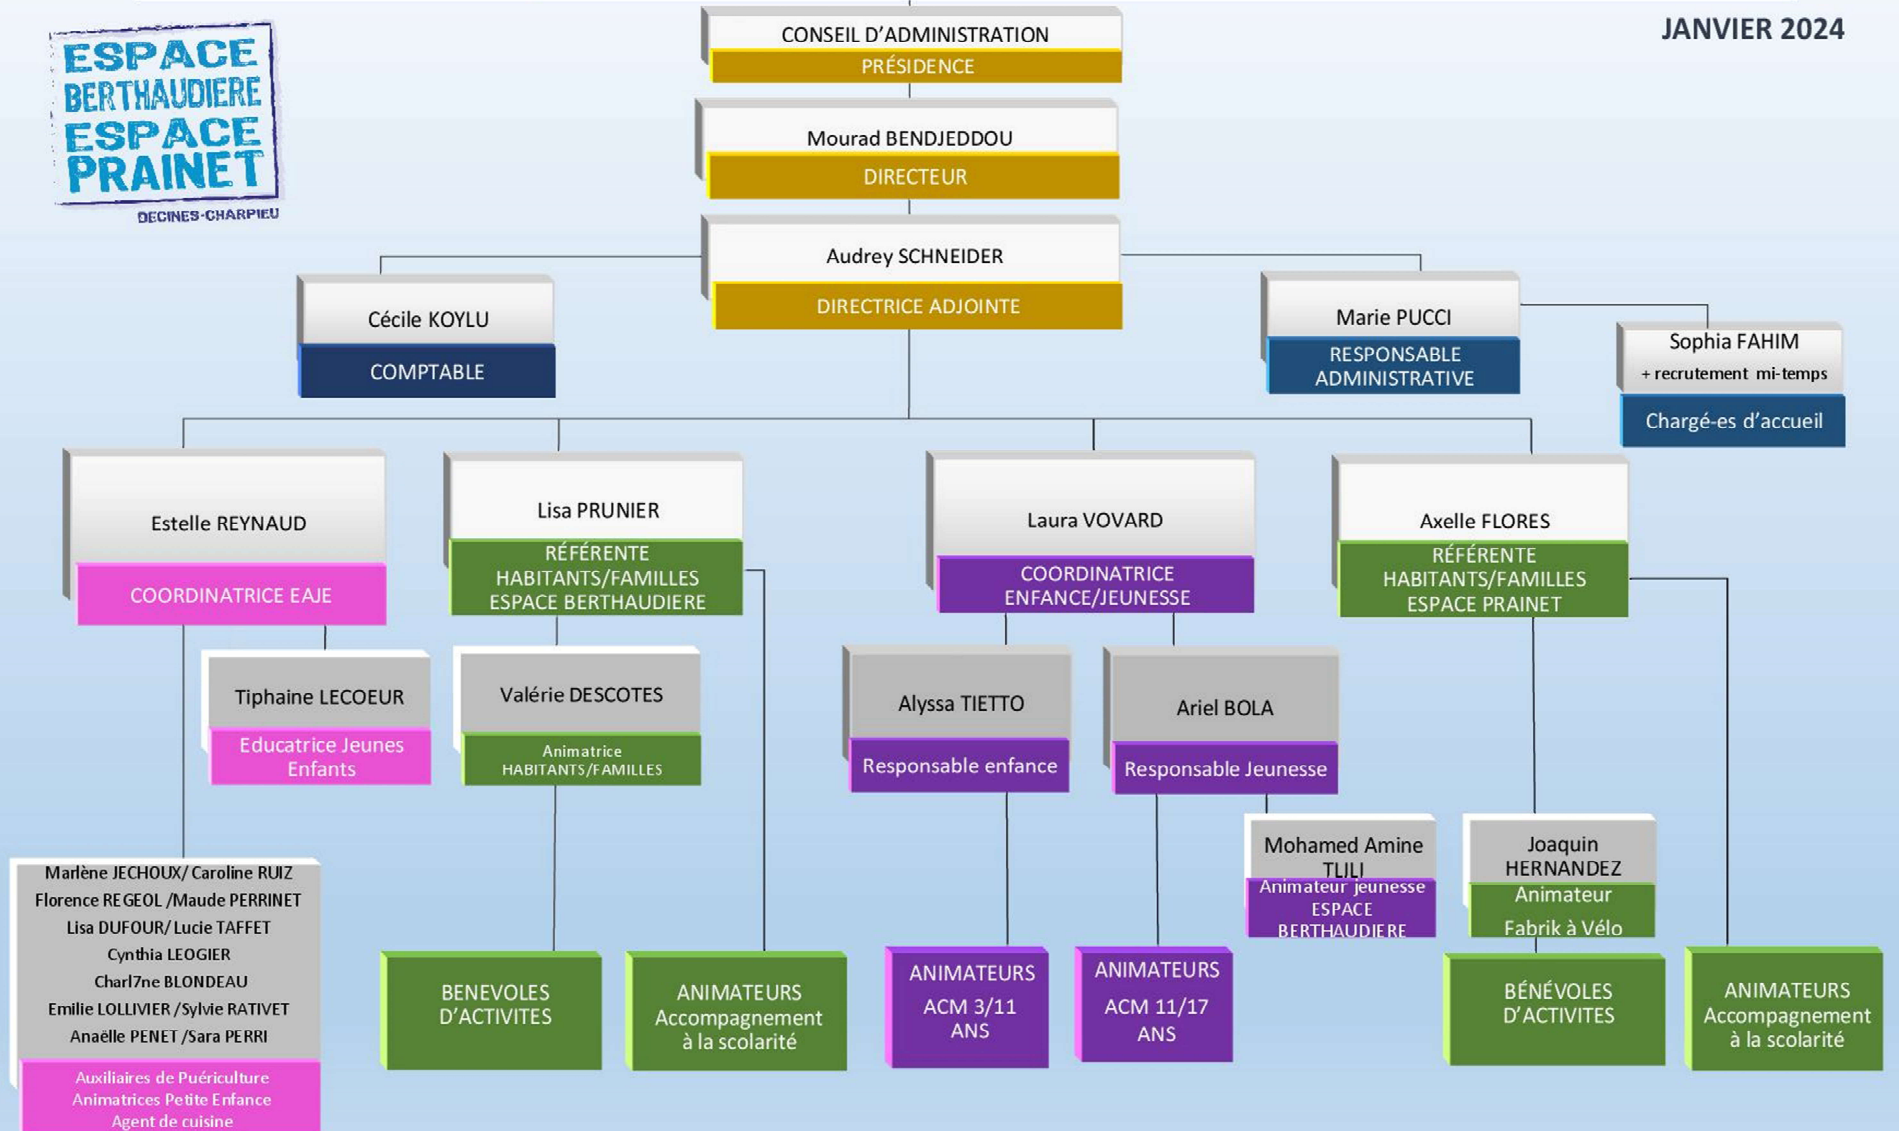 JANVIER 2024
ESPACE
BERTHAUDIERE
ESPACE
PRAINET
DECINES-CHARPIEU
CONSEIL D'ADMINISTRATION
PRÉSIDENCE
Mourad BENDJEDDOU
DIRECTEUR
Audrey SCHNEIDER
DIRECTRICE ADJOINTE
Cécile KOYLU
COMPTABLE
Marie PUCCI
RESPONSABLE
ADMINISTRATIVE
Sophia FAHIM
+ recrutement mi-temps
Chargé-es d'accueil
Estelle REYNAUD
COORDINATRICE EAJE
Lisa PRUNIER
RÉFÉRENTE
HABITANTS/FAMILLES
ESPACE BERTHAUDIERE
Laura VOVARD
COORDINATRICE
ENFANCE/JEUNESSE
Axelle FLORES
RÉFÉRENTE
HABITANTS/FAMILLES
ESPACE PRAINET
Tiphaine LECOEUR
Educatrice Jeunes
Enfants
Valérie DESCOTES
Animatrice
HABITANTS/FAMILLES
Alyssa TIETTO
Responsable enfance
Ariel BOLA
Responsable Jeunesse
Mohamed Amine
TLILI
Animateur jeunesse
ESPACE
BERTHAUDIERE
Joaquin
HERNANDEZ
Animateur
Fabrik à Vélo
Marlène JECHOUX/ Caroline RUIZ
Florence REGEOL /Maude PERRINET
Lisa DUFOUR/ Lucie TAFFET
Cynthia LEOGIER
Charl7ne BLONDEAU
Emilie LOLLIVIER /Sylvie RATIVET
Anaëlle PENET /Sara PERRI
Auxiliaires de Puériculture
Animatrices Petite Enfance
Agent de cuisine
BENEVOLES
D'ACTIVITES
ANIMATEURS
Accompagnement
à la scolarité
ANIMATEURS
ACM 3/11
ANS
ANIMATEURS
ACM 11/17
ANS
BÉNÉVOLES
D'ACTIVITES
ANIMATEURS
Accompagnement
à la scolarité